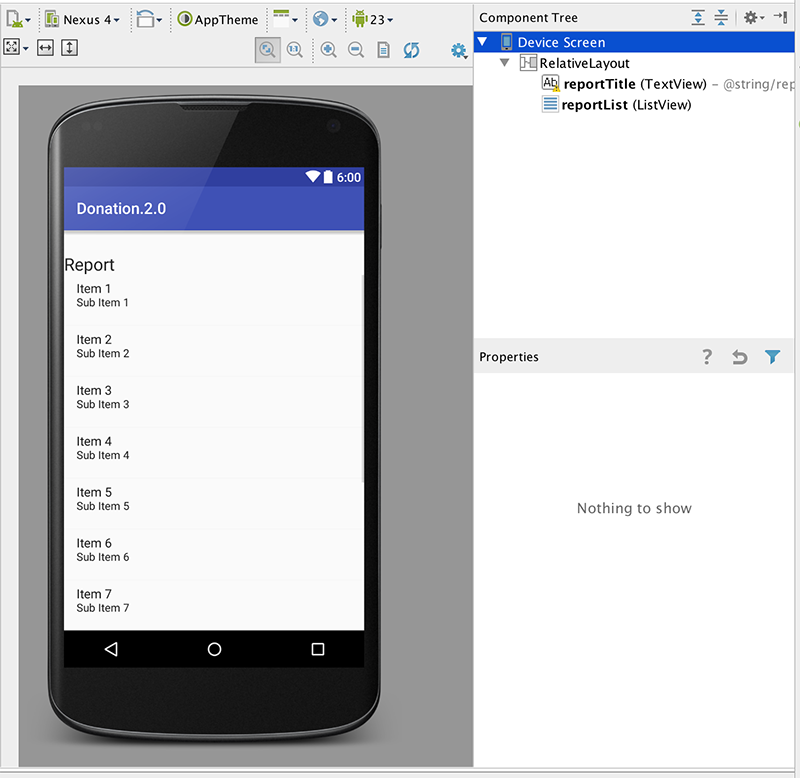 Nexus 4
AppTheme
23
1:1
6:00
Donation.2.0
Report
Item 1
Sub Item 1
Item 2
Sub Item 2
Item 3
Sub Item 3
Item 4
Sub Item 4
Item 5
Sub Item 5
Item 6
Sub Item 6
Item 7
Sub Item 7
Component Tree
Device Screen
RelativeLayout
Ab reportTitle (TextView) – @string/rep
reportList (ListView)
Properties
?
Nothing to show